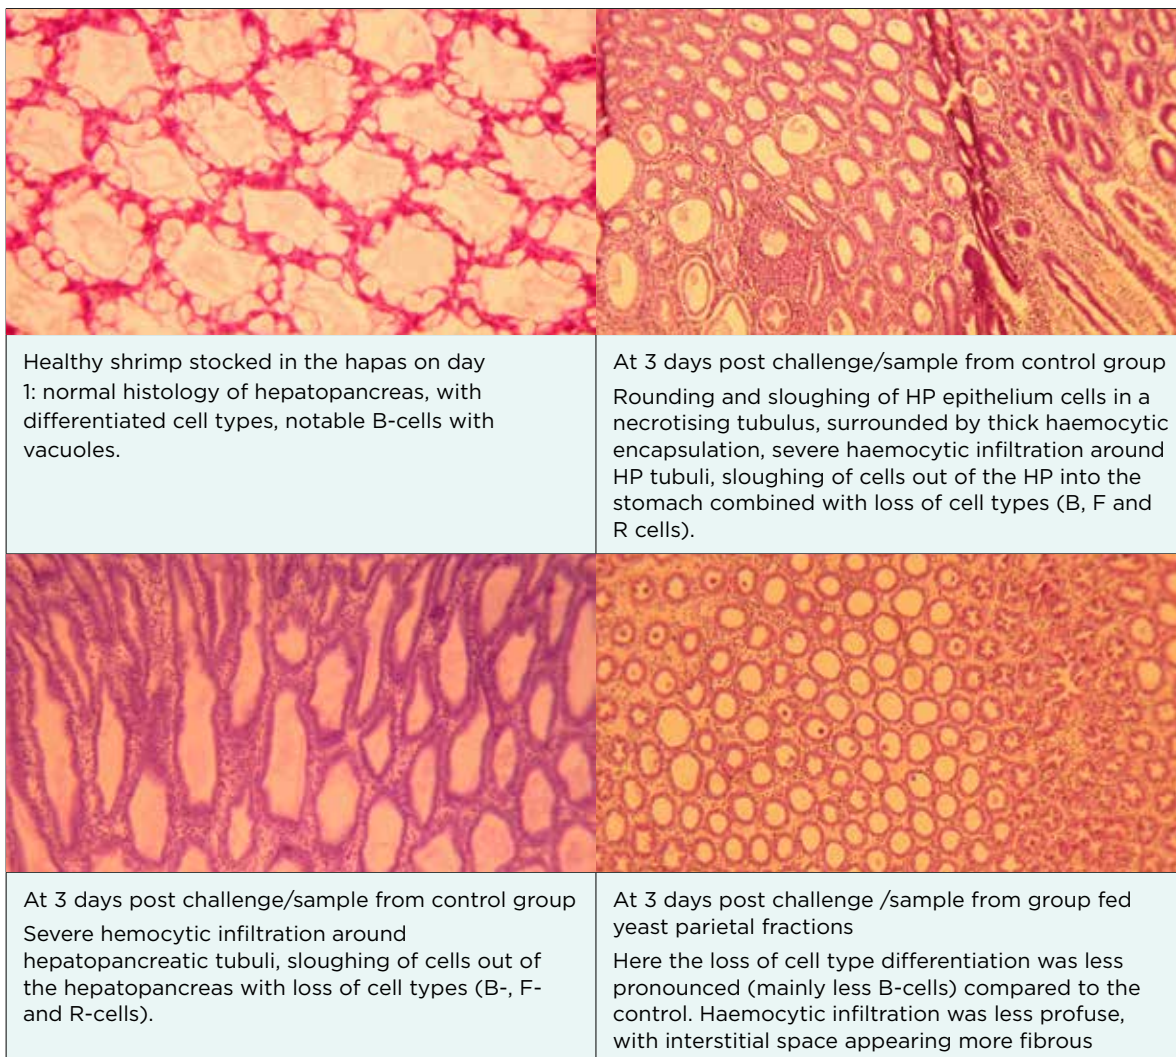 Healthy shrimp stocked in the hapas on day
1: normal histology of hepatopancreas, with
differentiated cell types, notable B-cells with
vacuoles.
At 3 days post challenge/sample from control group
Rounding and sloughing of HP epithelium cells in a
necrotising tubulus, surrounded by thick haemocytic
encapsulation, severe haemocytic infiltration around
HP tubuli, sloughing of cells out of the HP into the
stomach combined with loss of cell types (B, F and
R cells).
At 3 days post challenge/sample from control group
Severe hemocytic infiltration around
hepatopancreatic tubuli, sloughing of cells out of
the hepatopancreas with loss of cell types (B-, F-
and R-cells).
At 3 days post challenge /sample from group fed
yeast parietal fractions
Here the loss of cell type differentiation was less
pronounced (mainly less B-cells) compared to the
control. Haemocytic infiltration was less profuse,
with interstitial space appearing more fibrous